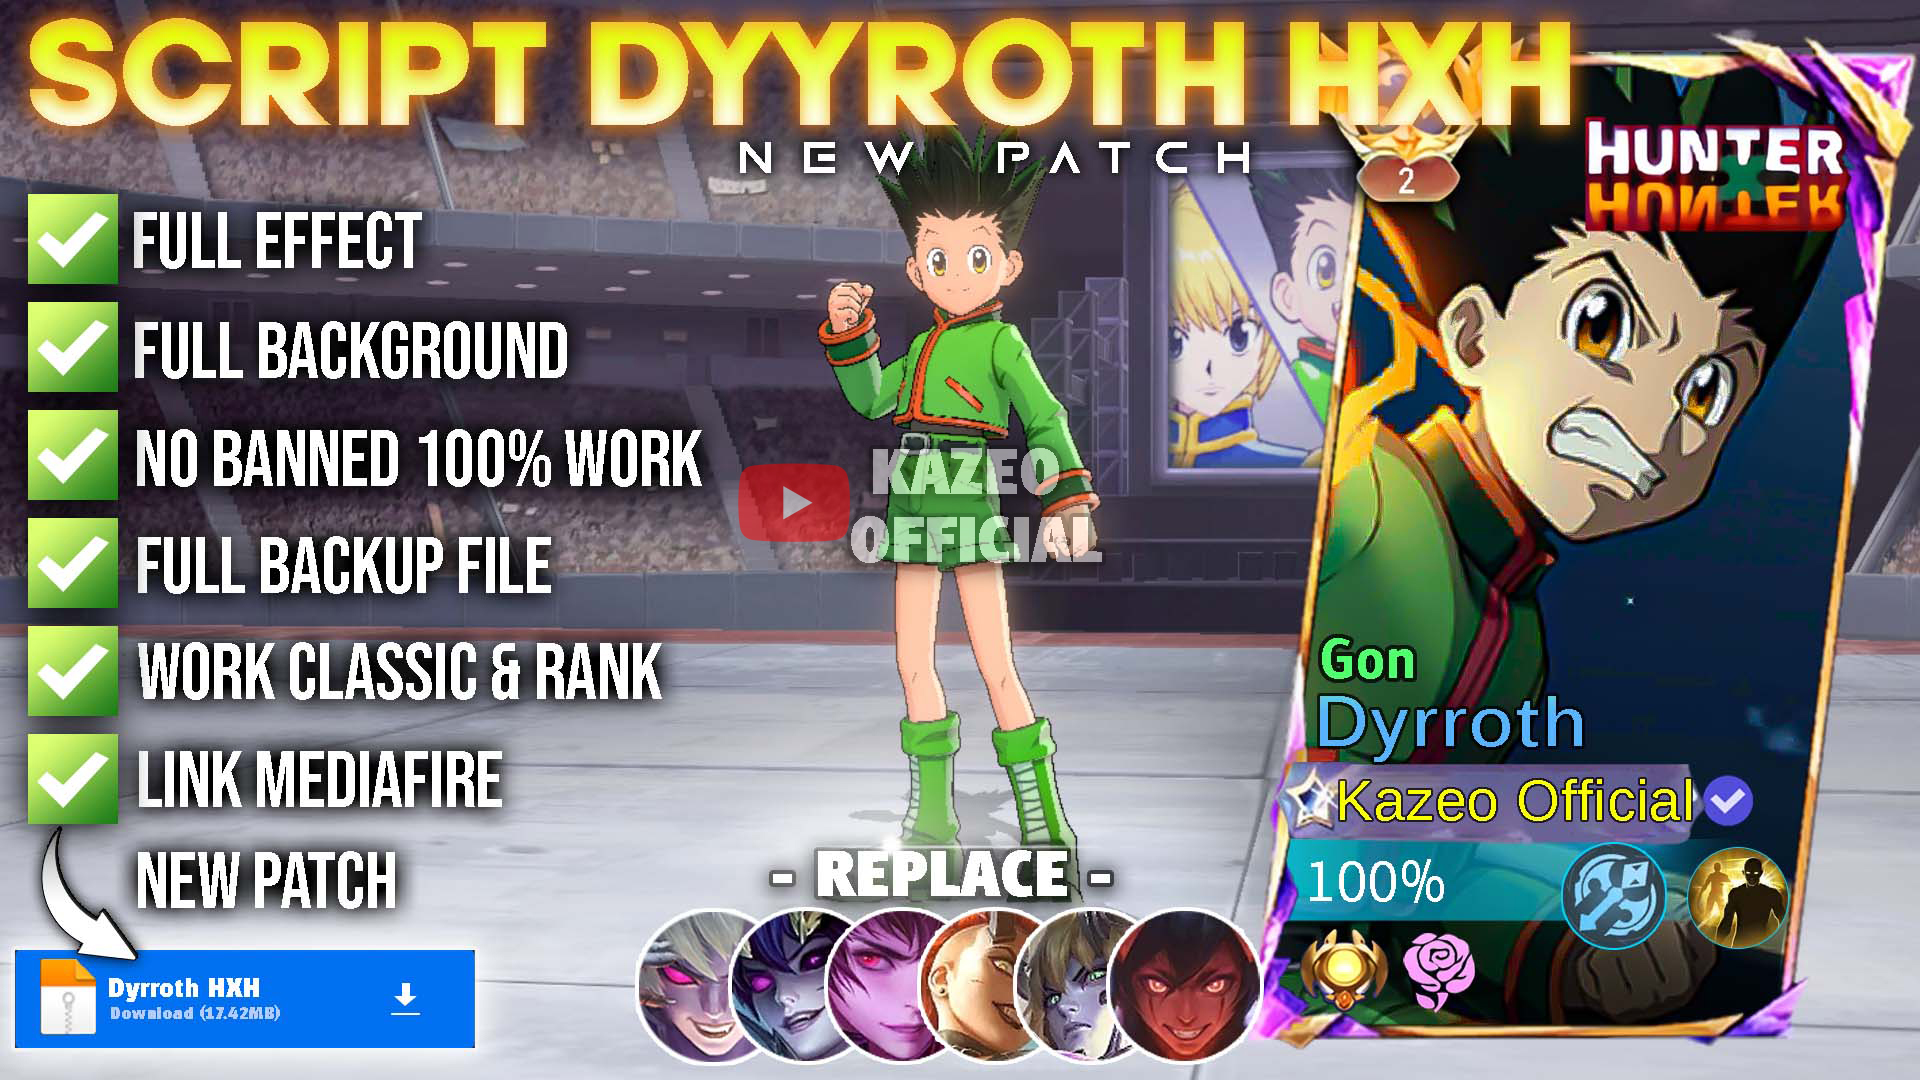 SCRIPT DYYROTH HXH
NEW PATCH
2
HUNTER
HUNTER
FULL EFFECT
FULL BACKGROUND
NO BANNED 100% WORK
FULL BACKUP FILE
WORK CLASSIC & RANK
LINK MEDIAFIRE
NEW PATCH
Dyrroth HXH
Download (17.42MB)
KAZEO
OFFICIAL
- REPLACE -
Gon
Dyrroth
Kazeo Official
100%